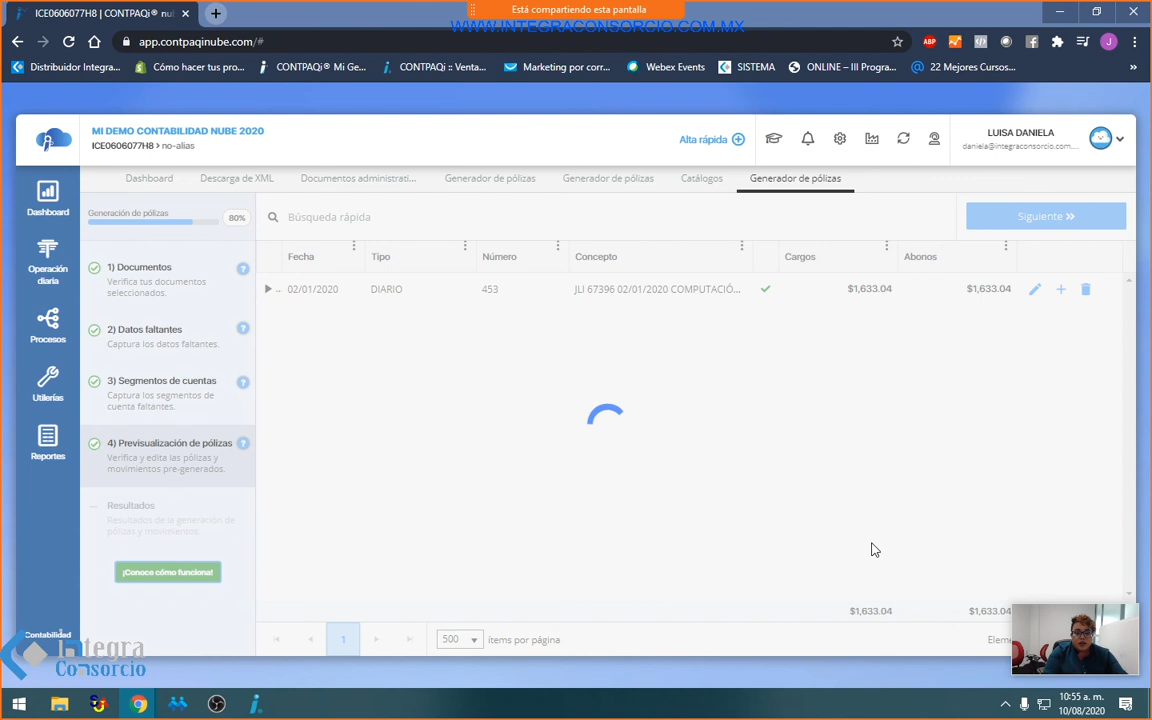 Está compartiendo esta pantalla
ICE0606077H8 | CONTPAQi® nul
WWW.INTEGRACONSORCIO.COM.MX
app.contpaqinube.com/#
ABP
J
Distribuidor Integra...
Cómo hacer tus pro...
CONTPAQi® Mi Ge...
CONTPAQi :: Venta...
Marketing por corr...
Webex Events
SISTEMA
ONLINE – III Progra...
22 Mejores Cursos...
»
MI DEMO CONTABILIDAD NUBE 2020
ICE0606077H8 > no-alias
Alta rápida
LUISA DANIELA
daniela@integraconsorcio.com....
Dashboard
Descarga de XML
Documentos administrati...
Generador de pólizas
Generador de pólizas
Catálogos
Generador de pólizas
Dashboard
Operación
diaria
Procesos
Utilerías
Reportes
Contabilidad
Generación de pólizas
80%
Búsqueda rápida
Siguiente »
1) Documentos
Verifica tus documentos
seleccionados.
2) Datos faltantes
Captura los datos faltantes.
3) Segmentos de cuentas
Captura los segmentos de
cuenta faltantes.
4) Previsualización de pólizas
Verifica y edita las pólizas y
movimientos pre-generados.
Resultados
Resultados de la generación de
pólizas y movimientos.
¡Conoce cómo funciona!
Fecha
Tipo
Número
Concepto
Cargos
Abonos
02/01/2020
DIARIO
453
JLI 67396 02/01/2020 COMPUTACIÓ...
$1,633.04
$1,633.04
$1,633.04
$1,633.04
1
500
ítems por página
Eleme
Integra
Consorcio
10:55 a. m.
10/08/2020